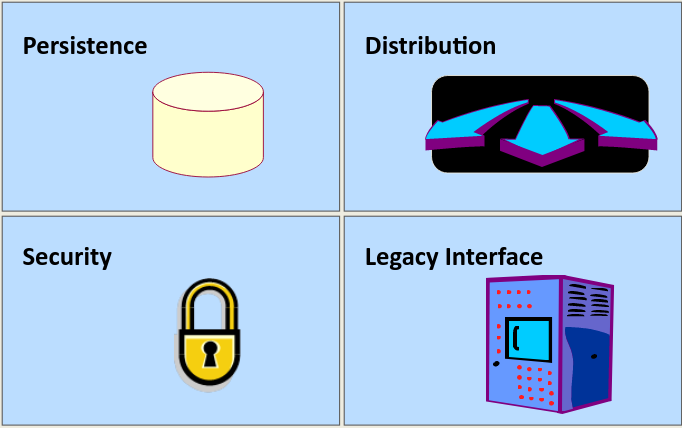 Persistence
Distribution
Security
Legacy Interface